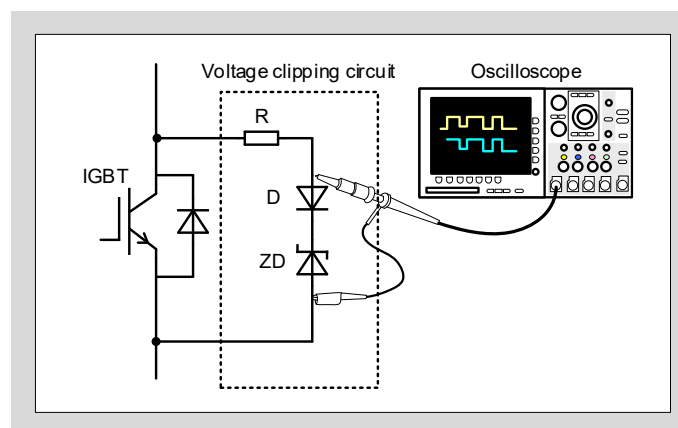 Voltage clipping circuit
Oscilloscope
R
IGBT
D
ZD